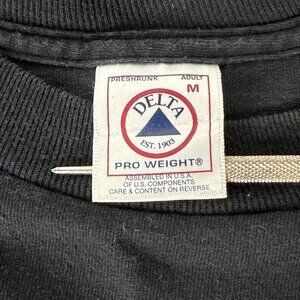 PRESHRUNK ADULT
M
DELTA
EST. 1903
PRO WEIGHT®
ASSEMBLED IN U.S.A.
OF U.S. COMPONENTS
CARE & CONTENT ON REVERSE